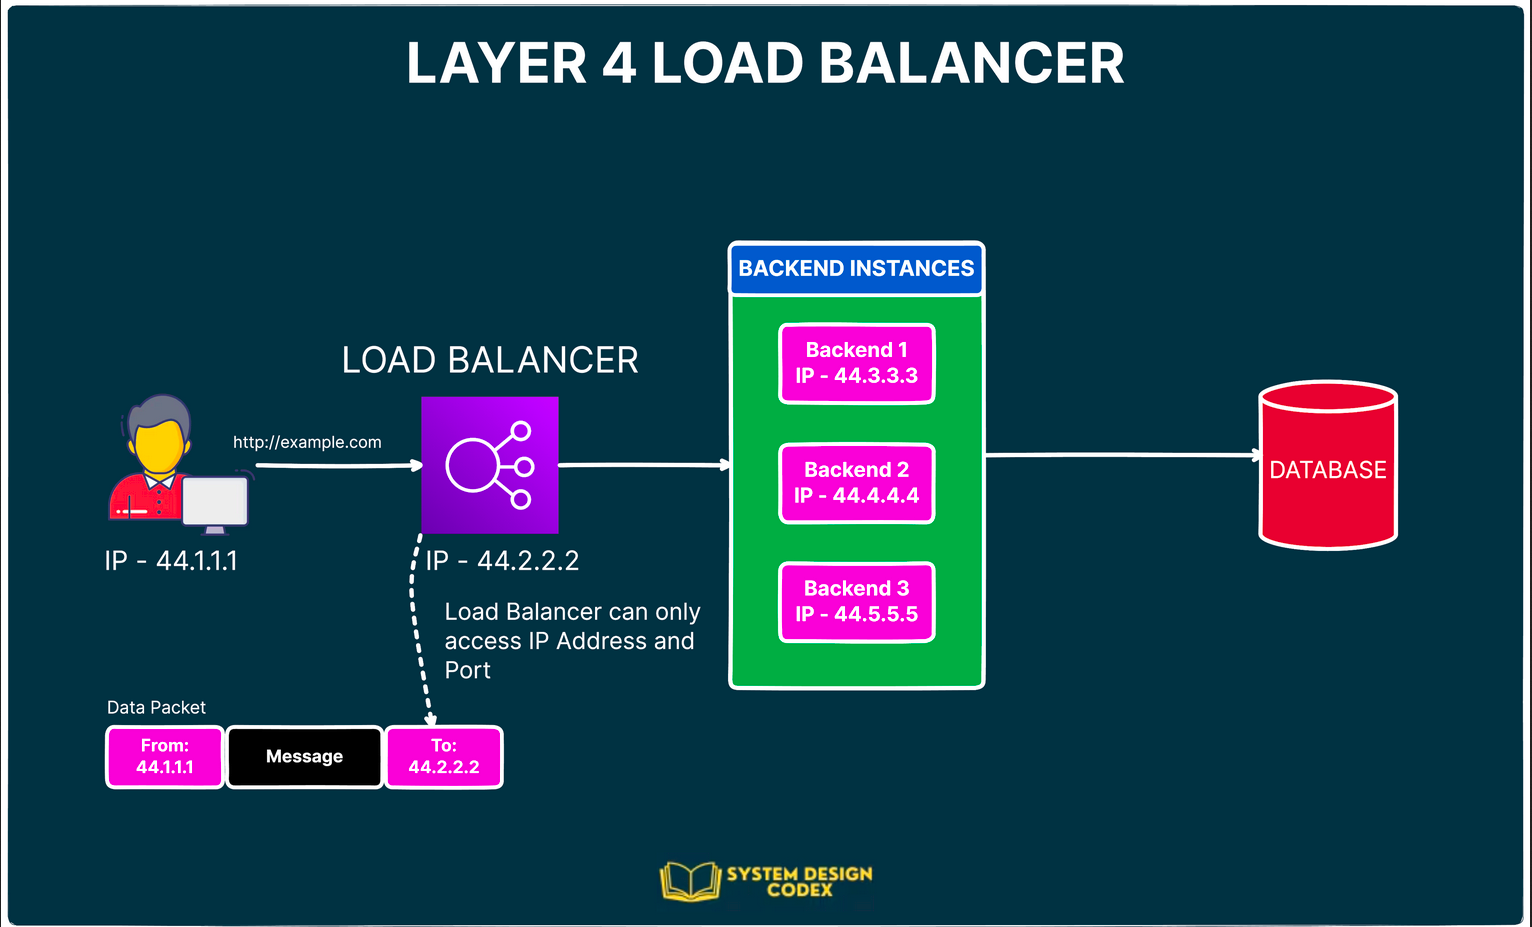 LAYER 4 LOAD BALANCER
BACKEND INSTANCES
Backend 1
IP - 44.3.3.3
LOAD BALANCER
http://example.com
Backend 2
IP - 44.4.4.4
DATABASE
IP - 44.1.1.1
IP - 44.2.2.2
Load Balancer can only
access IP Address and
Port
Backend 3
IP - 44.5.5.5
Data Packet
From:
44.1.1.1
Message
To:
44.2.2.2
SYSTEM DESIGN
CODEX